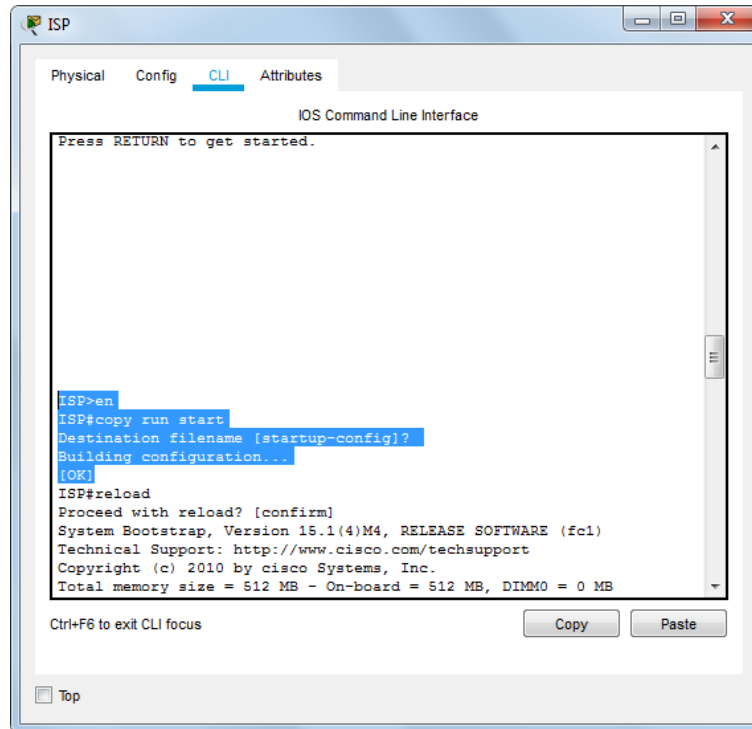 ISP
Physical Config CLI Attributes
IOS Command Line Interface
Press RETURN to get started.
ISP>en
ISP#copy run start
Destination filename [startup-config]?
Building configuration...
[OK]
ISP#reload
Proceed with reload? [confirm]
System Bootstrap, Version 15.1(4)M4, RELEASE SOFTWARE (fc1)
Technical Support: http://www.cisco.com/techsupport
Copyright (c) 2010 by cisco Systems, Inc.
Total memory size = 512 MB - On-board = 512 MB, DIMM0 = 0 MB
Ctrl+F6 to exit CLI focus
Copy Paste
Top